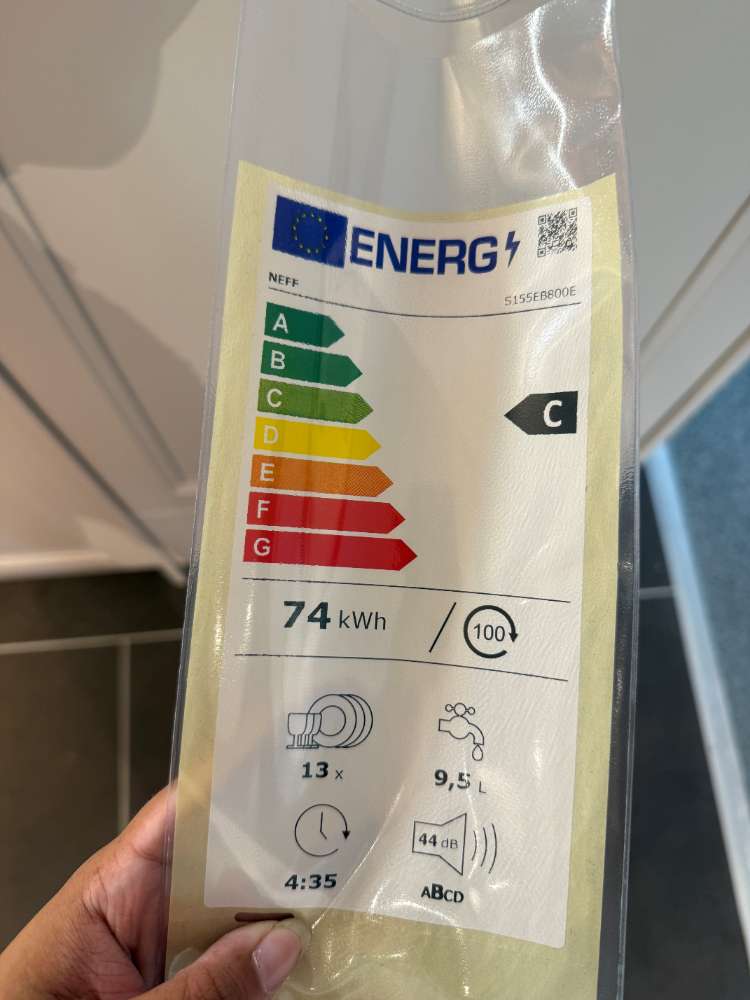 ENERG
NEFF
S155EB800E
A
B
C
C
D
E
F
G
74 kWh / 100
13 x
9,5 L
4:35
44 dB
ABCD